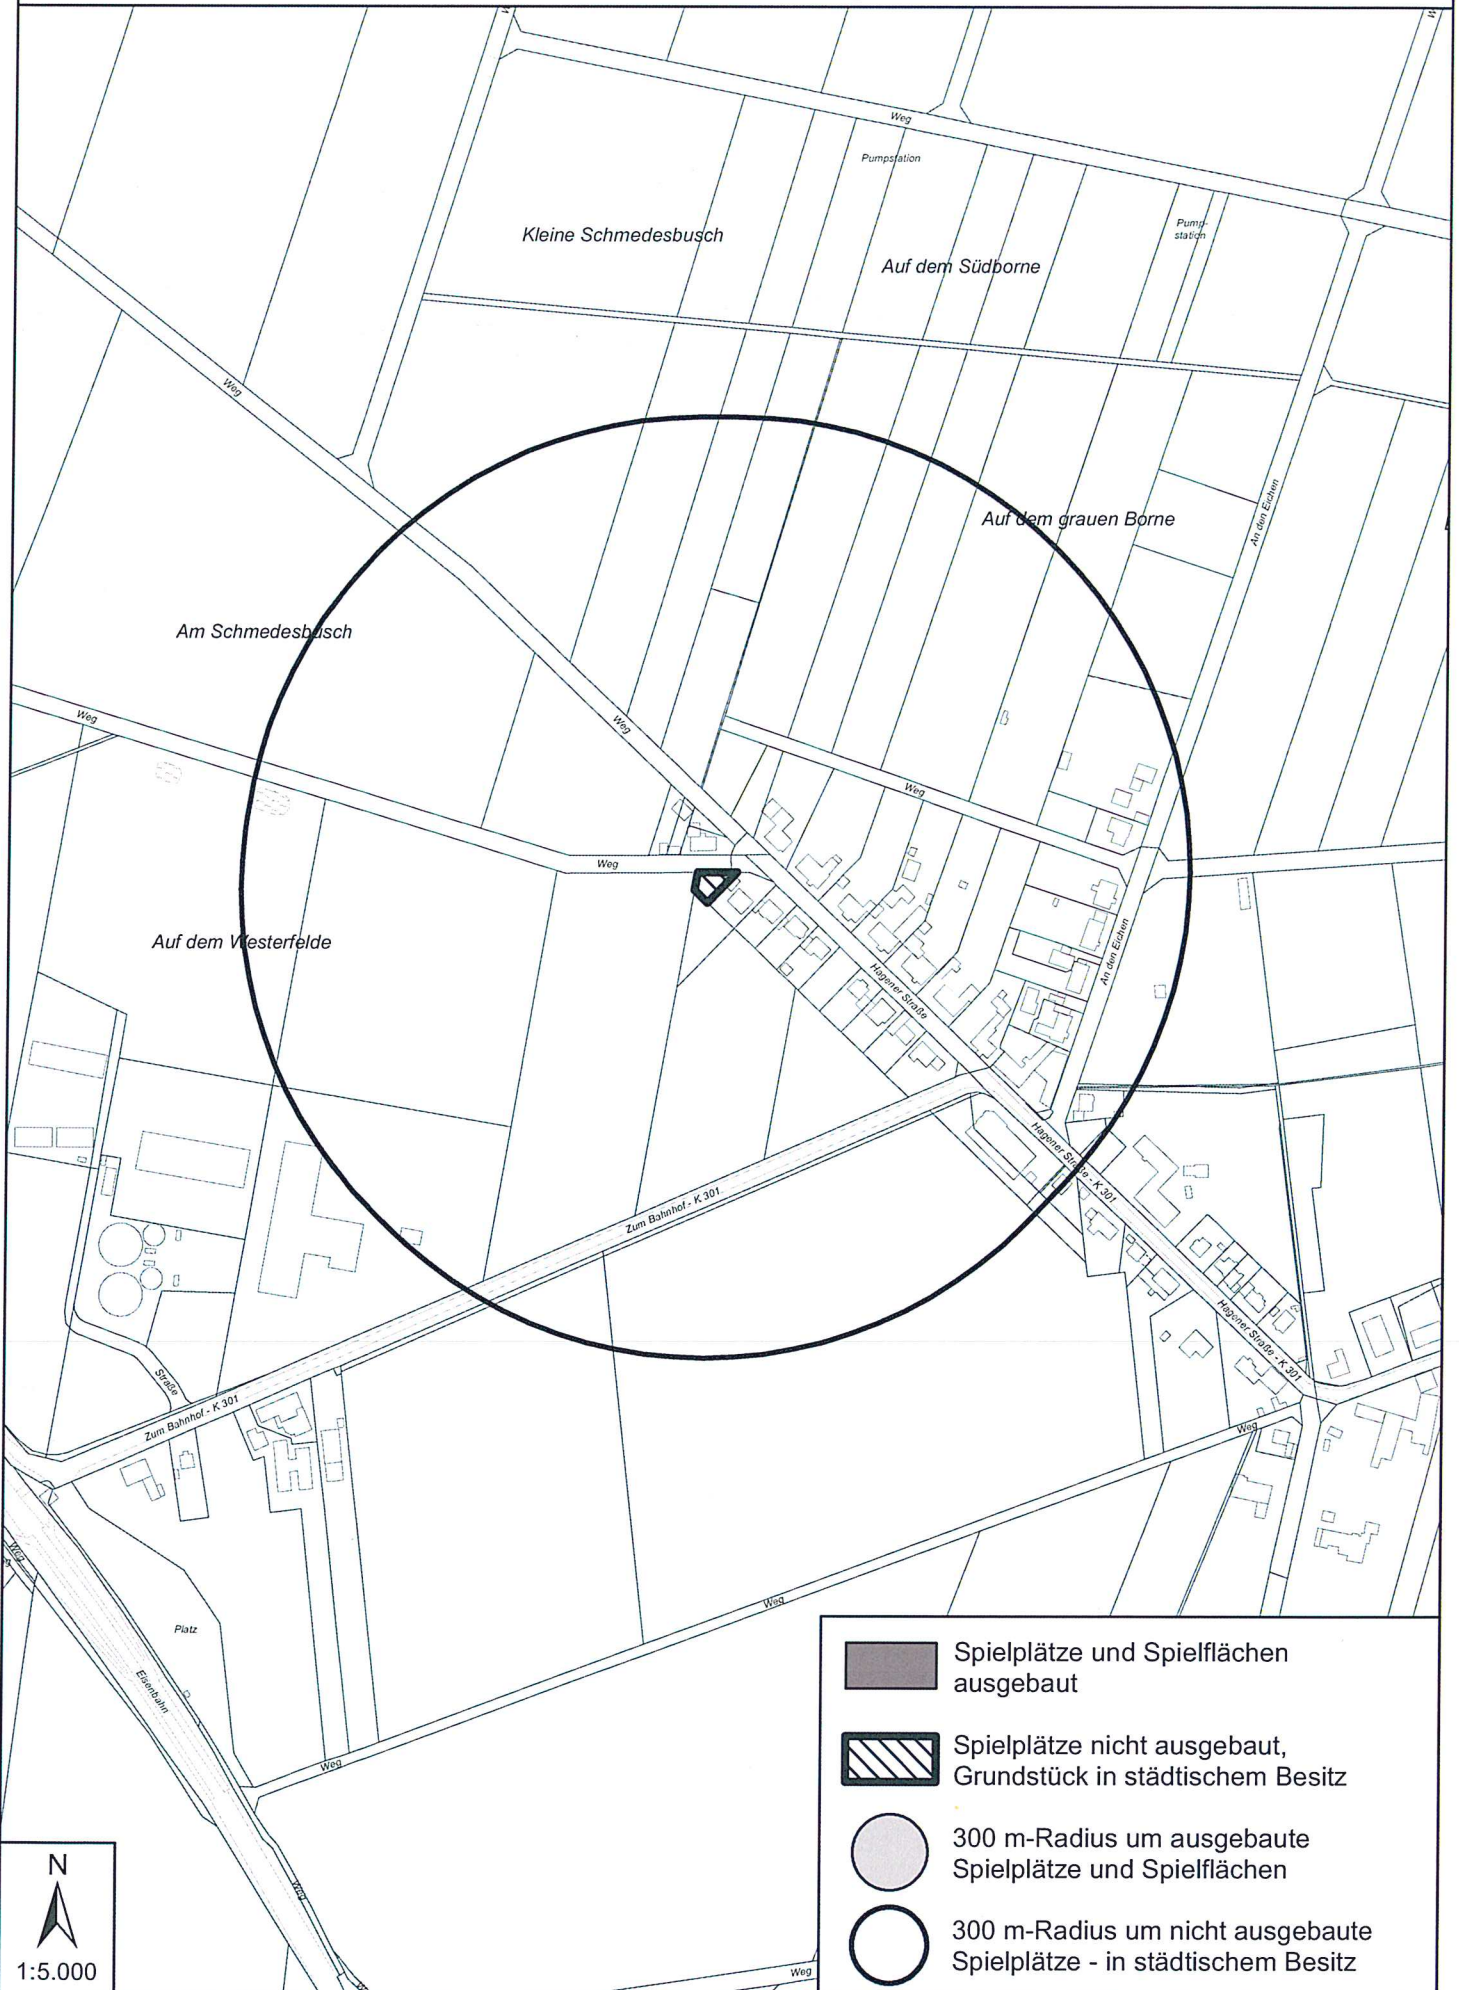 Weg
Pumpstation
Pump-
station
Kleine Schmedesbusch
Auf dem Südborne
Weg
An den Eichen
Auf dem grauen Borne
Am Schmedesbusch
Weg
Weg
Weg
Weg
Auf dem Westerfelde
An den Eichen
Hagener Straße
Hagener Straße - K 301
Zum Bahnhof - K 301
Hagener Straße - K 301
Straße
Zum Bahnhof - K 301
Weg
Weg
Weg
Platz
Eisenbahn
Weg
Weg
Weg
Spielplätze und Spielflächen
ausgebaut
Spielplätze nicht ausgebaut,
Grundstück in städtischem Besitz
300 m-Radius um ausgebaute
Spielplätze und Spielflächen
300 m-Radius um nicht ausgebaute
Spielplätze - in städtischem Besitz
N
1:5.000